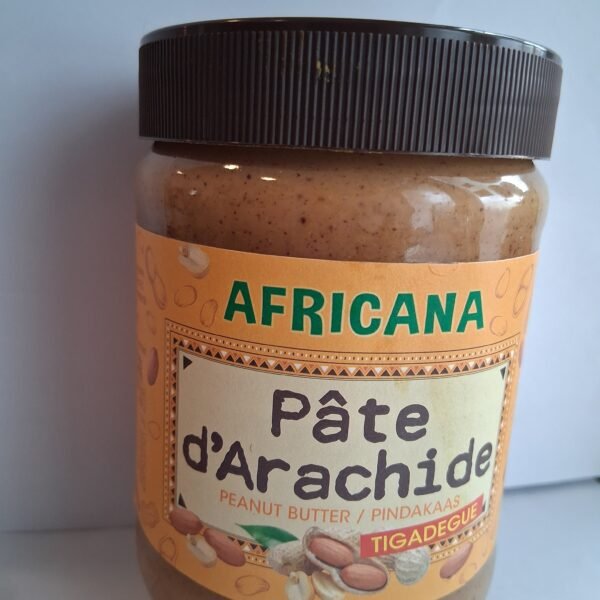 AFRICANA
Pâte
d'Arachide
PEANUT BUTTER / PINDAKAAS
TIGADEGUE